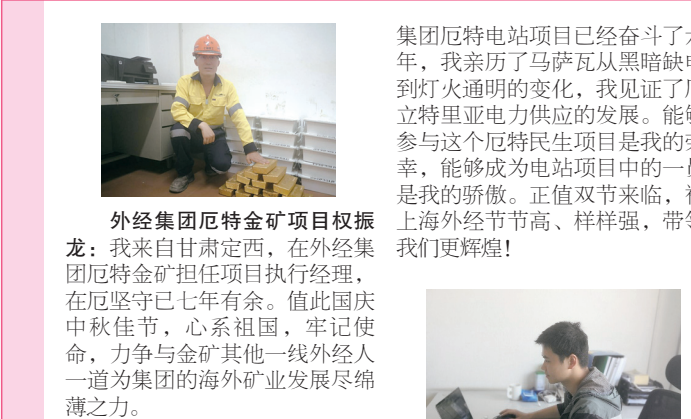 外经集团厄特金矿项目权振
龙：我来自甘肃定西，在外经集
团厄特金矿担任项目执行经理，
在厄坚守已七年有余。值此国庆
中秋佳节，心系祖国，牢记使
命，力争与金矿其他一线外经人
一道为集团的海外矿业发展尽绵
薄之力。
集团厄特电站项目已经奋斗了
年，我亲历了马萨瓦从黑暗缺
到灯火通明的变化，我见证了
立特里亚电力供应的发展。能
参与这个厄特民生项目是我的
幸，能够成为电站项目中的一
是我的骄傲。正值双节来临，
上海外经节节高、样样强，带
我们更辉煌！